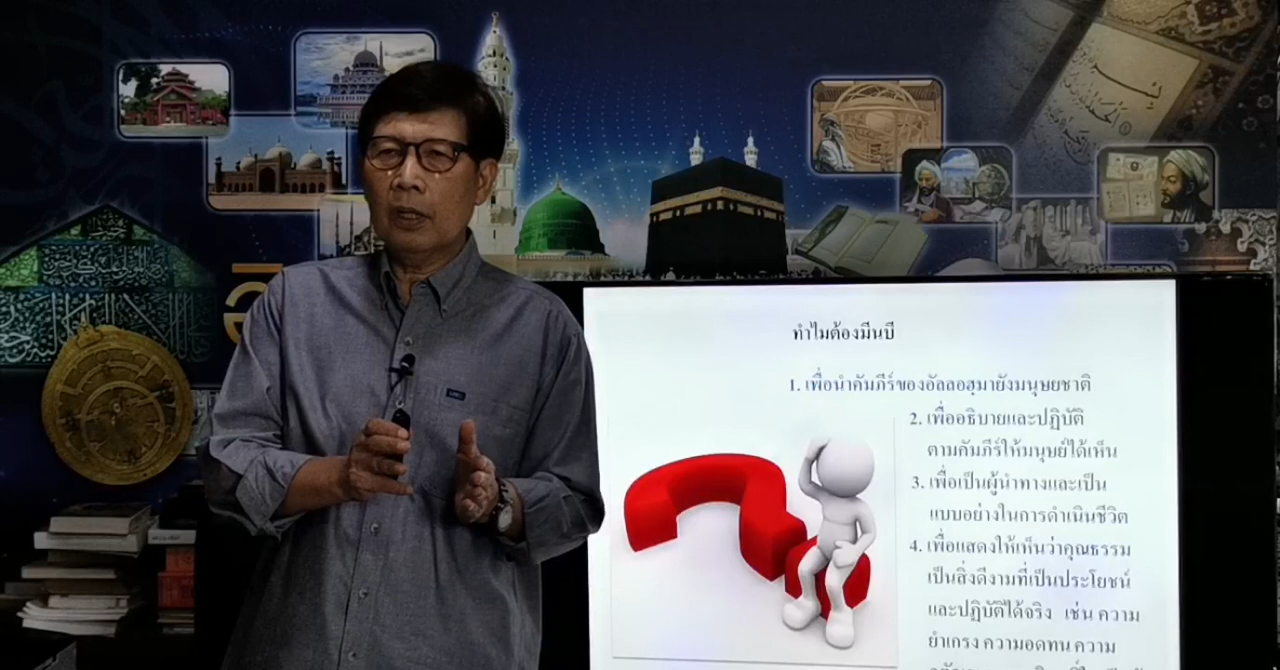 ทำไมต้องมีนบี
1. เพื่อนำคัมภีร์ของอัลลอฮฺมายังมนุษยชาติ
2. เพื่ออธิบายและปฏิบัติ
ตามคัมภีร์ให้มนุษย์ได้เห็น
3. เพื่อเป็นผู้นำทางและเป็น
แบบอย่างในการดำเนินชีวิต
4. เพื่อแสดงให้เห็นว่าคุณธรรม
เป็นสิ่งดีงามที่เป็นประโยชน์
และปฏิบัติได้จริง เช่น ความ
ยำเกรง ความอดทน ความ